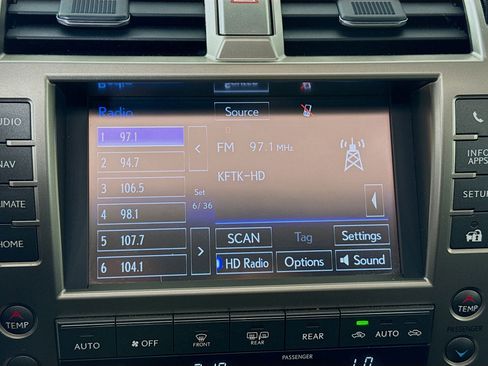 Radio Source
AUDIO
1 97.1
2 94.7
3 106.5
4 98.1
5 107.7
6 104.1
<
Set
6/36
>
FM 97.1 MHz
KFTK-HD
SCAN Tag Settings
HD Radio Options Sound
NAV
CLIMATE
HOME
INFO
APPS
SETUP
TEMP
AUTO
OFF
FRONT
REAR
REAR
AUTO
TEMP
PASSENGER
PASSENGER